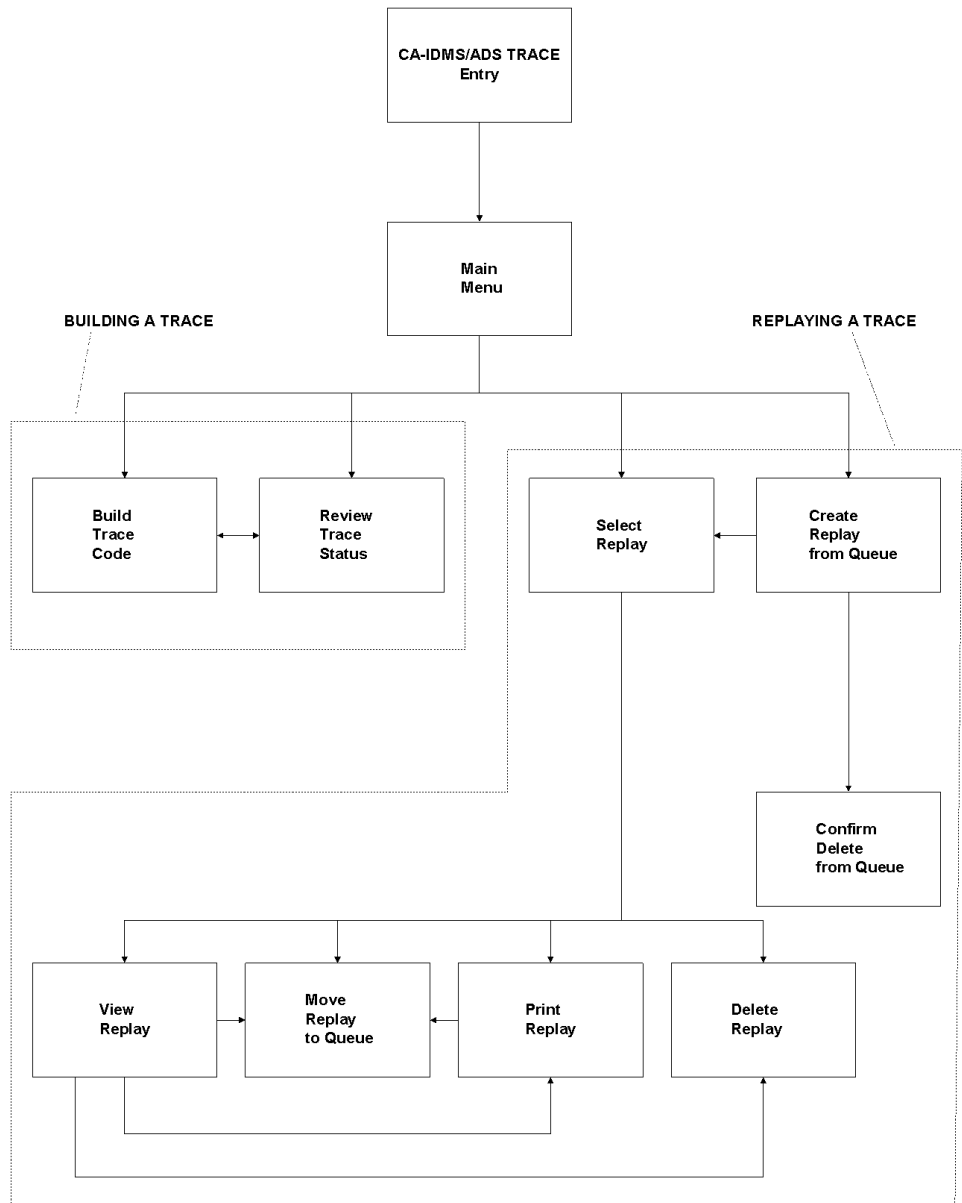 CA-IDMS/ADS TRACE
Entry
Main
Menu
BUILDING A TRACE
REPLAYING A TRACE
Build
Trace
Code
Review
Trace
Status
Select
Replay
Create
Replay
from Queue
Confirm
Delete
from Queue
View
Replay
Move
Replay
to Queue
Print
Replay
Delete
Replay